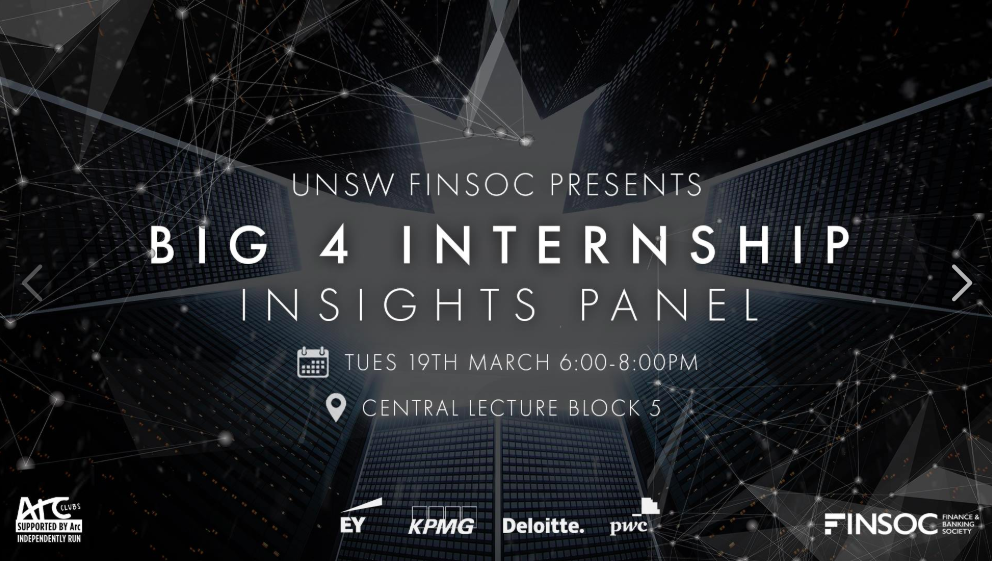 UNSW FINSOC PRESENTS
BIG 4 INTERNSHIP
INSIGHTS PANEL
TUES 19TH MARCH 6:00-8:00PM
CENTRAL LECTURE BLOCK 5
Arc CLUBS
SUPPORTED BY Arc
INDEPENDENTLY RUN
EY
KPMG
Deloitte.
pwc
FINSOC
FINANCE &
BANKING
SOCIETY